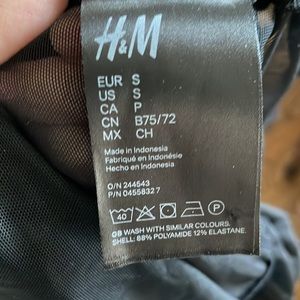 H&M
EUR S
US S
CA P
CN B75/72
MX CH
Made in Indonesia
Fabriqué en Indonésie
Hecho en Indonesia
O/N 244543
P/N 04558327
40 P
GB WASH WITH SIMILAR COLOURS.
SHELL: 88% POLYAMIDE 12% ELASTANE.